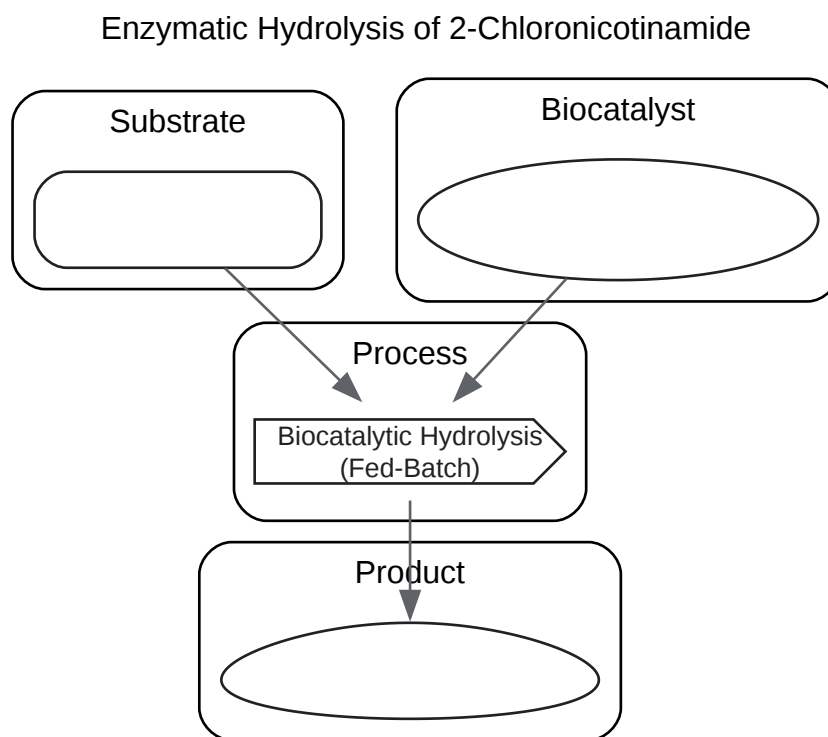 Enzymatic Hydrolysis of 2-Chloronicotinamide
Substrate
Biocatalyst
Process
Biocatalytic Hydrolysis
(Fed-Batch)
Product